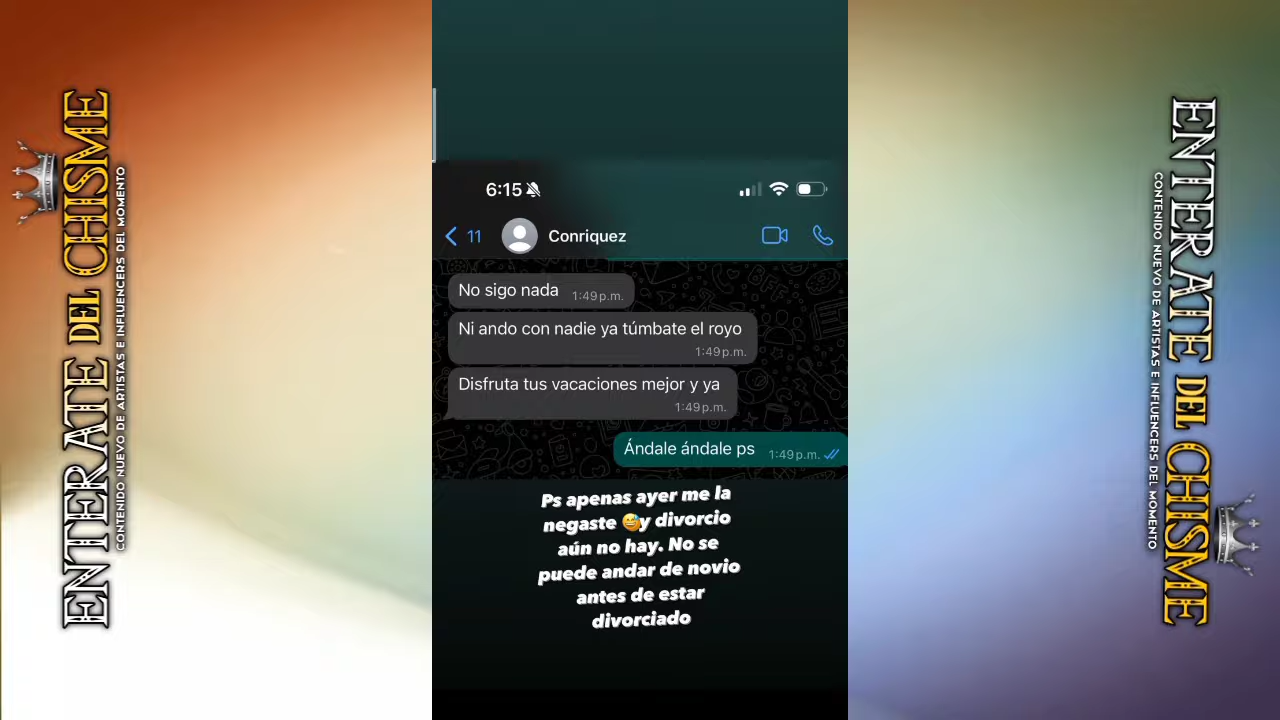 ENTERATE DEL CHISME
CONTENIDO NUEVO DE ARTISTAS E INFLUENCERS DEL MOMENTO
6:15
11
Conriquez
No sigo nada 1:49 p.m.
Ni ando con nadie ya túmbate el royo
1:49 p.m.
Disfruta tus vacaciones mejor y ya
1:49 p.m.
Ándale ándale ps 1:49 p.m.
Ps apenas ayer me la
negaste 😅y divorcio
aún no hay. No se
puede andar de novio
antes de estar
divorciado
ENTERATE DEL CHISME
CONTENIDO NUEVO DE ARTISTAS E INFLUENCERS DEL MOMENTO